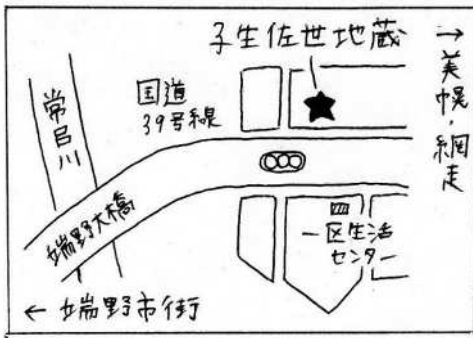 子生佐世地蔵
→美幌・網走
国道
39号線
常呂川
端野大橋
一区生活
センター
← 端野市街